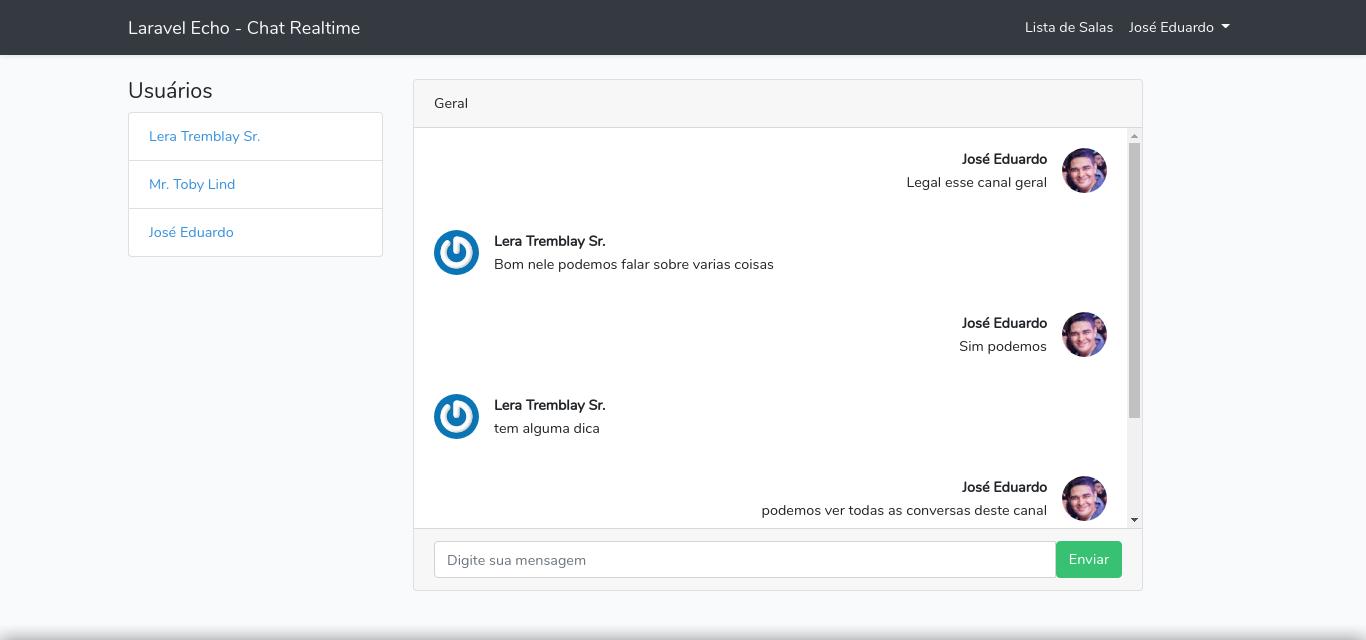 Laravel Echo - Chat Realtime
Lista de Salas
José Eduardo
Usuários
Lera Tremblay Sr.
Mr. Toby Lind
José Eduardo
Geral
José Eduardo
Legal esse canal geral
Lera Tremblay Sr.
Bom nele podemos falar sobre varias coisas
José Eduardo
Sim podemos
Lera Tremblay Sr.
tem alguma dica
José Eduardo
podemos ver todas as conversas deste canal
Digite sua mensagem
Enviar